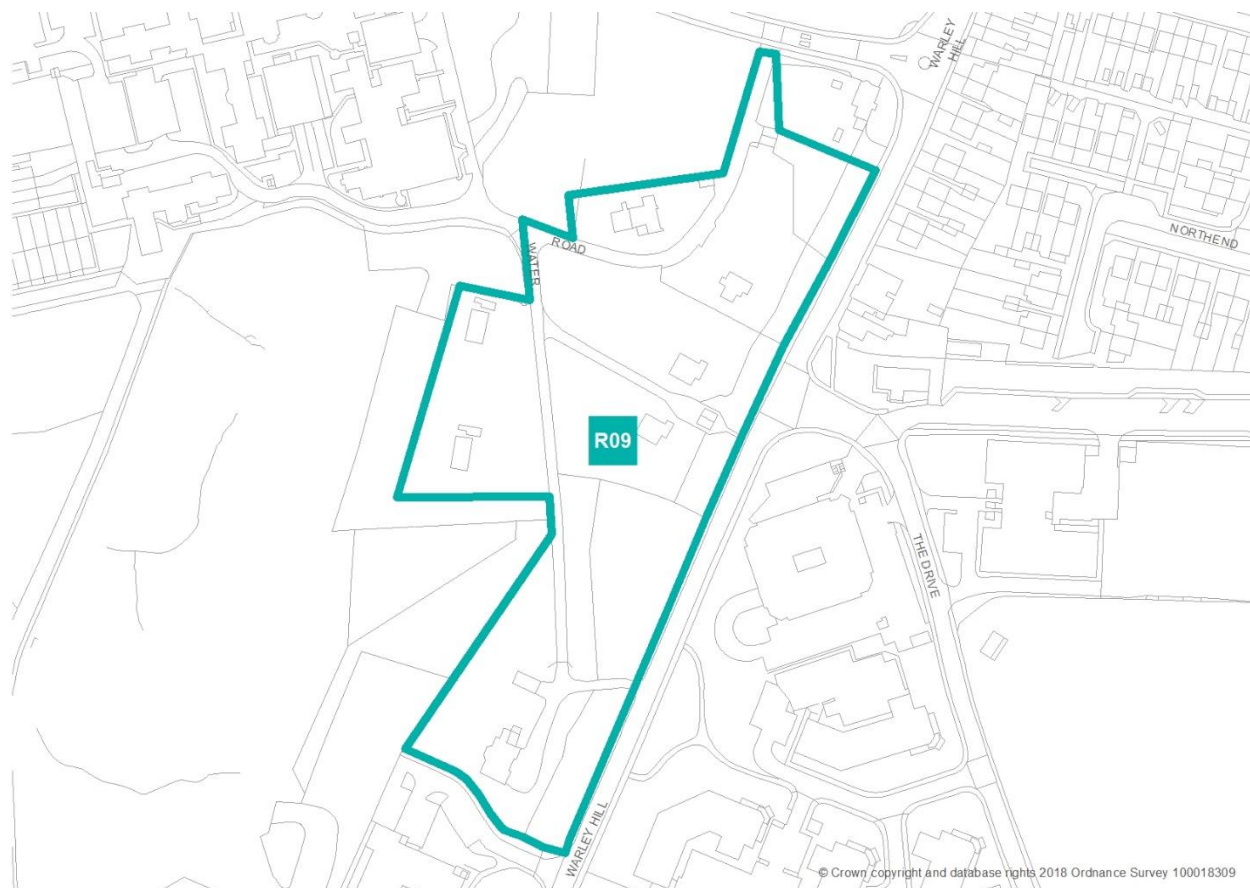 WARLEY
HILL
NORTHEND
ROAD
WATER
R09
THE DRIVE
WARLEY HILL
© Crown copyright and database rights 2018 Ordnance Survey 100018309